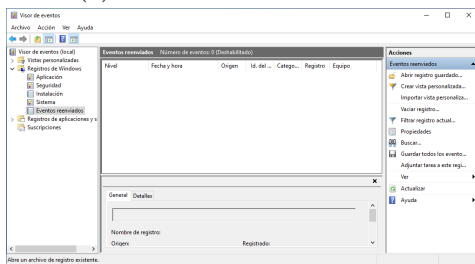 Visor de eventos
Archivo Acción Ver Ayuda
Visor de eventos (local)
Vistas personalizadas
Registros de Windows
Aplicación
Seguridad
Instalación
Sistema
Eventos reenviados
Registros de aplicaciones y s
Suscripciones
Eventos reenviados Número de eventos: 0 (Deshabilitado)
Nivel Fecha y hora Origen Id. del ... Catego... Registro Equipo
General Detalles
Nombre de registro:
Origen: Registrado:
Acciones
Eventos reenviados
Abrir registro guardado...
Crear vista personalizada...
Importar vista personaliza...
Vaciar registro...
Filtrar registro actual...
Propiedades
Buscar...
Guardar todos los evento...
Adjuntar tarea a este regi...
Ver
Actualizar
Ayuda
Abre un archivo de registro existente.